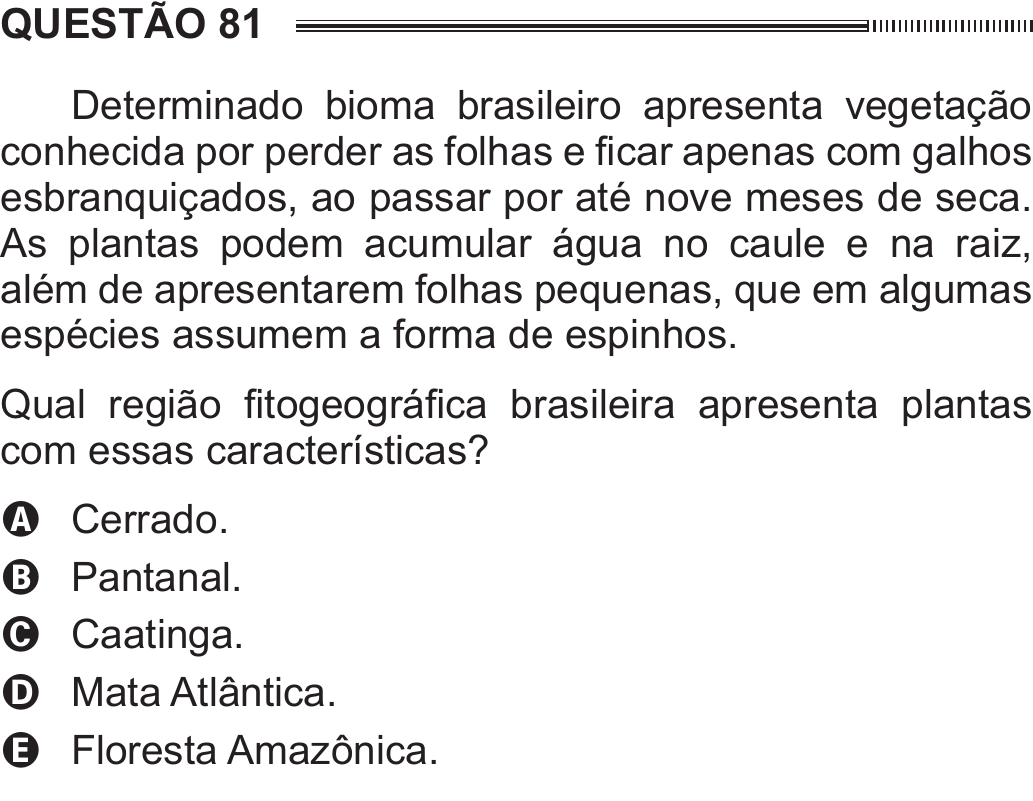 QUESTÃO 81
Determinado bioma brasileiro apresenta vegetação
conhecida por perder as folhas e ficar apenas com galhos
esbranquiçados, ao passar por até nove meses de seca.
As plantas podem acumular água no caule e na raiz,
além de apresentarem folhas pequenas, que em algumas
espécies assumem a forma de espinhos.
Qual região fitogeográfica brasileira apresenta plantas
com essas características?
A Cerrado.
B Pantanal.
C Caatinga.
D Mata Atlântica.
E Floresta Amazônica.